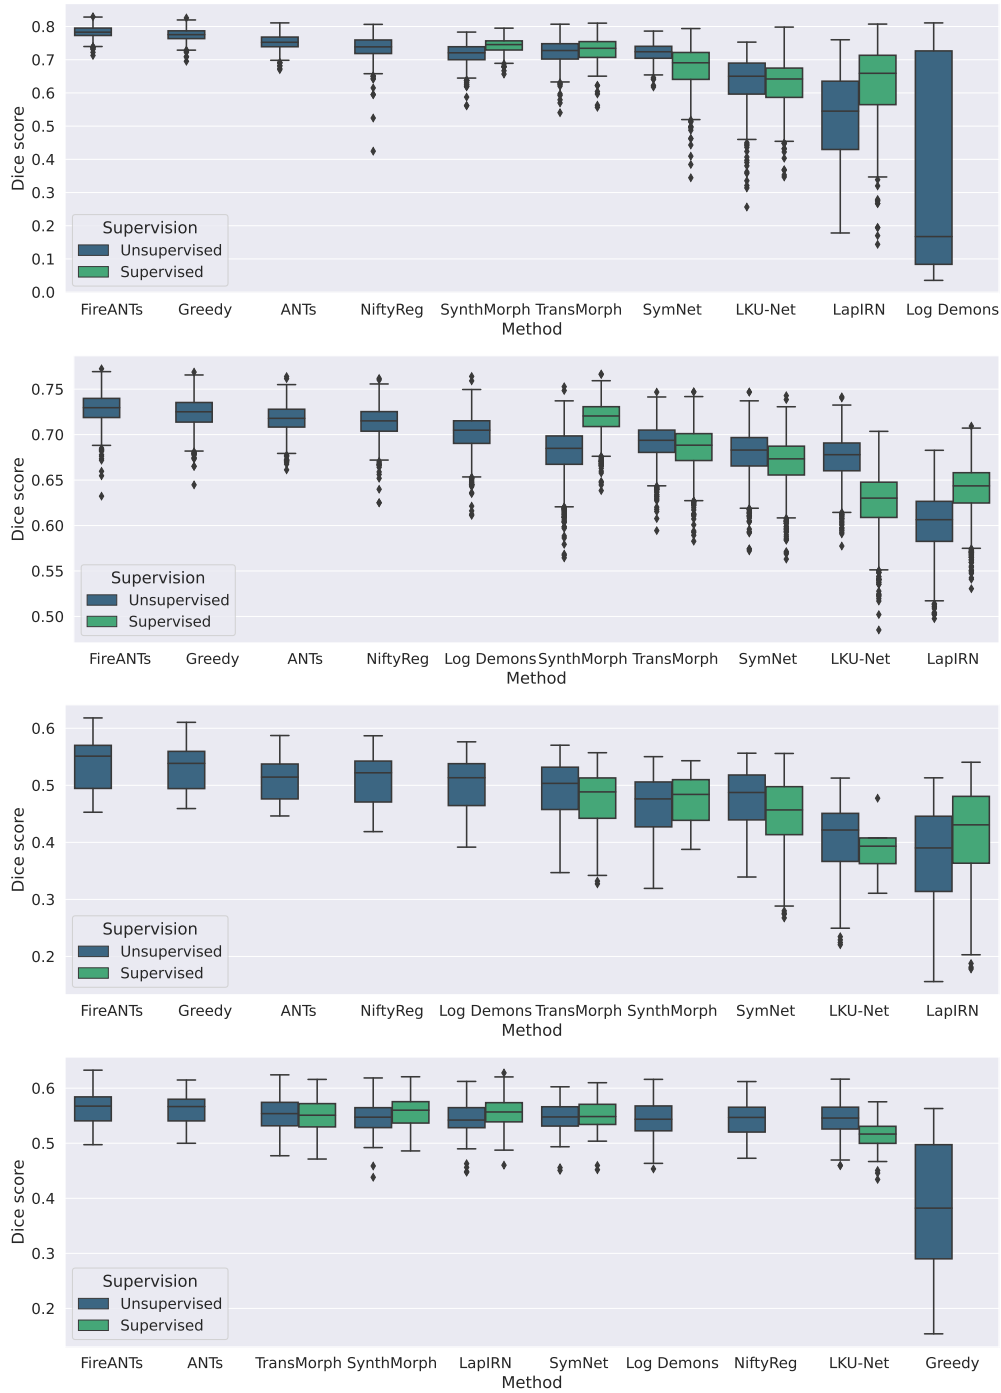 0.8
0.7
0.6
0.5
0.4
0.3
0.2
0.1
0.0
Dice score
Supervision
Unsupervised
Supervised
FireANTs Greedy ANTs NiftyReg SynthMorph TransMorph SymNet LKU-Net LapIRN Log Demons
Method
0.75
0.70
0.65
0.60
0.55
0.50
Dice score
Supervision
Unsupervised
Supervised
FireANTs Greedy ANTs NiftyReg Log Demons SynthMorph TransMorph SymNet LKU-Net LapIRN
Method
0.6
0.5
0.4
0.3
0.2
Dice score
Supervision
Unsupervised
Supervised
FireANTs Greedy ANTs NiftyReg Log Demons TransMorph SynthMorph SymNet LKU-Net LapIRN
Method
0.6
0.5
0.4
0.3
0.2
Dice score
Supervision
Unsupervised
Supervised
FireANTs ANTs TransMorph SynthMorph LapIRN SymNet Log Demons NiftyReg LKU-Net Greedy
Method